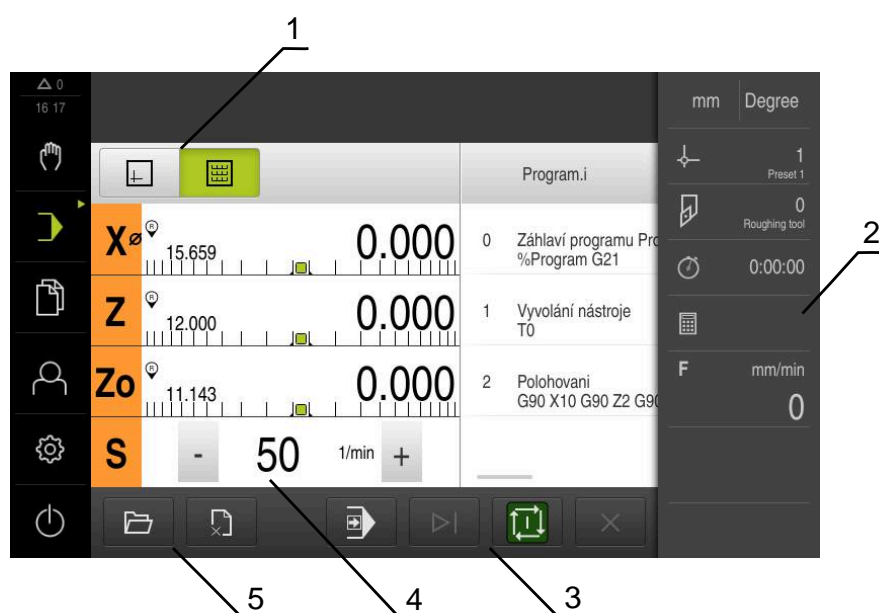 1
0
16 17
mm Degree
1
Preset 1
Program.i
X⌀ R 15.659 0.000
0 Záhlaví programu Pro
%Program G21
0
Roughing tool
2
0:00:00
Z R 12.000 0.000
1 Vyvolání nástroje
T0
Zo R 11.143 0.000
2 Polohovani
G90 X10 G90 Z2 G90
F mm/min
0
S - 50 1/min +
5
4
3